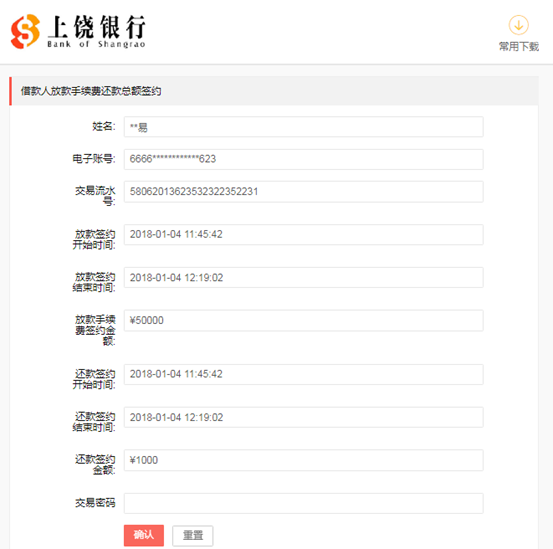 上饶银行
Bank of Shangrao
常用下载
借款人放款手续费还款总额签约
姓名:
**易
电子账号:
6666************623
交易流水
号:
58062013623532322352231
放款签约
开始时间:
2018-01-04 11:45:42
放款签约
结束时间:
2018-01-04 12:19:02
放款手续
费签约金
额:
¥50000
还款签约
开始时间:
2018-01-04 11:45:42
还款签约
结束时间:
2018-01-04 12:19:02
还款签约
金额:
¥1000
交易密码
确认
重置